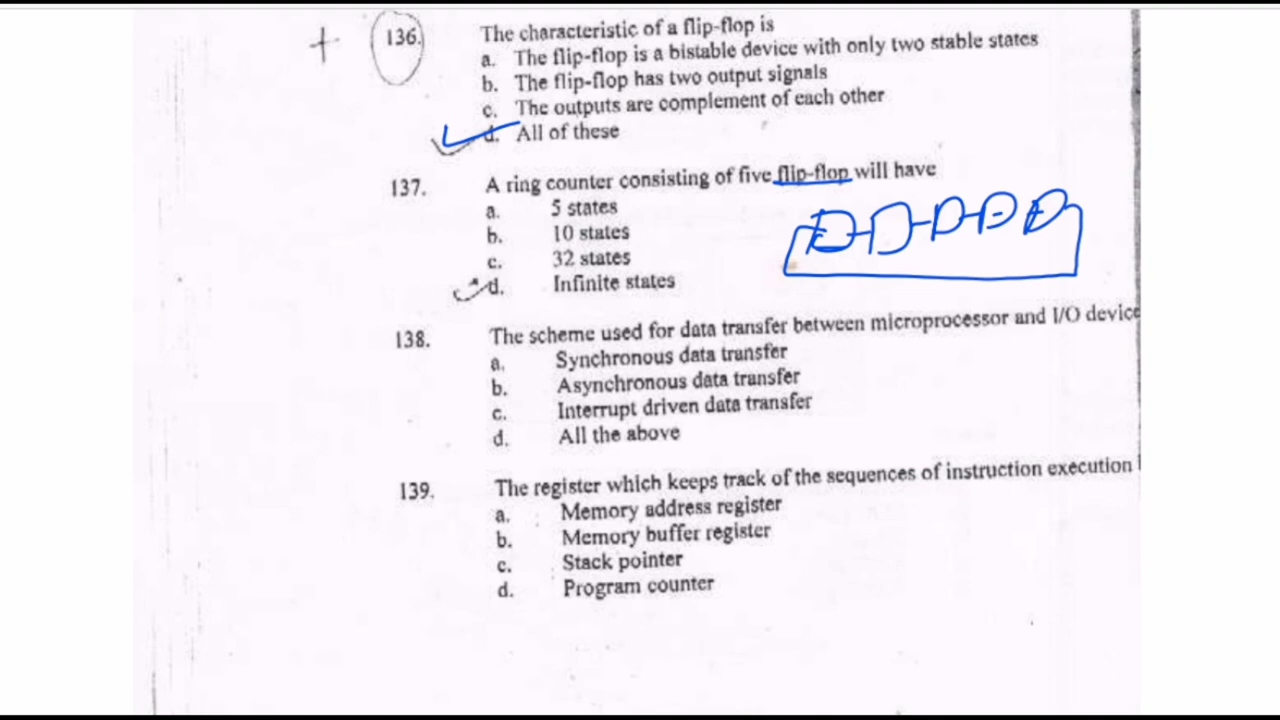 136. The characteristic of a flip-flop is
a. The flip-flop is a bistable device with only two stable states
b. The flip-flop has two output signals
c. The outputs are complement of each other
d. All of these
137. A ring counter consisting of five flip-flop will have
a. 5 states
b. 10 states
c. 32 states
d. Infinite states
138. The scheme used for data transfer between microprocessor and I/O device
a. Synchronous data transfer
b. Asynchronous data transfer
c. Interrupt driven data transfer
d. All the above
139. The register which keeps track of the sequences of instruction execution
a. Memory address register
b. Memory buffer register
c. Stack pointer
d. Program counter